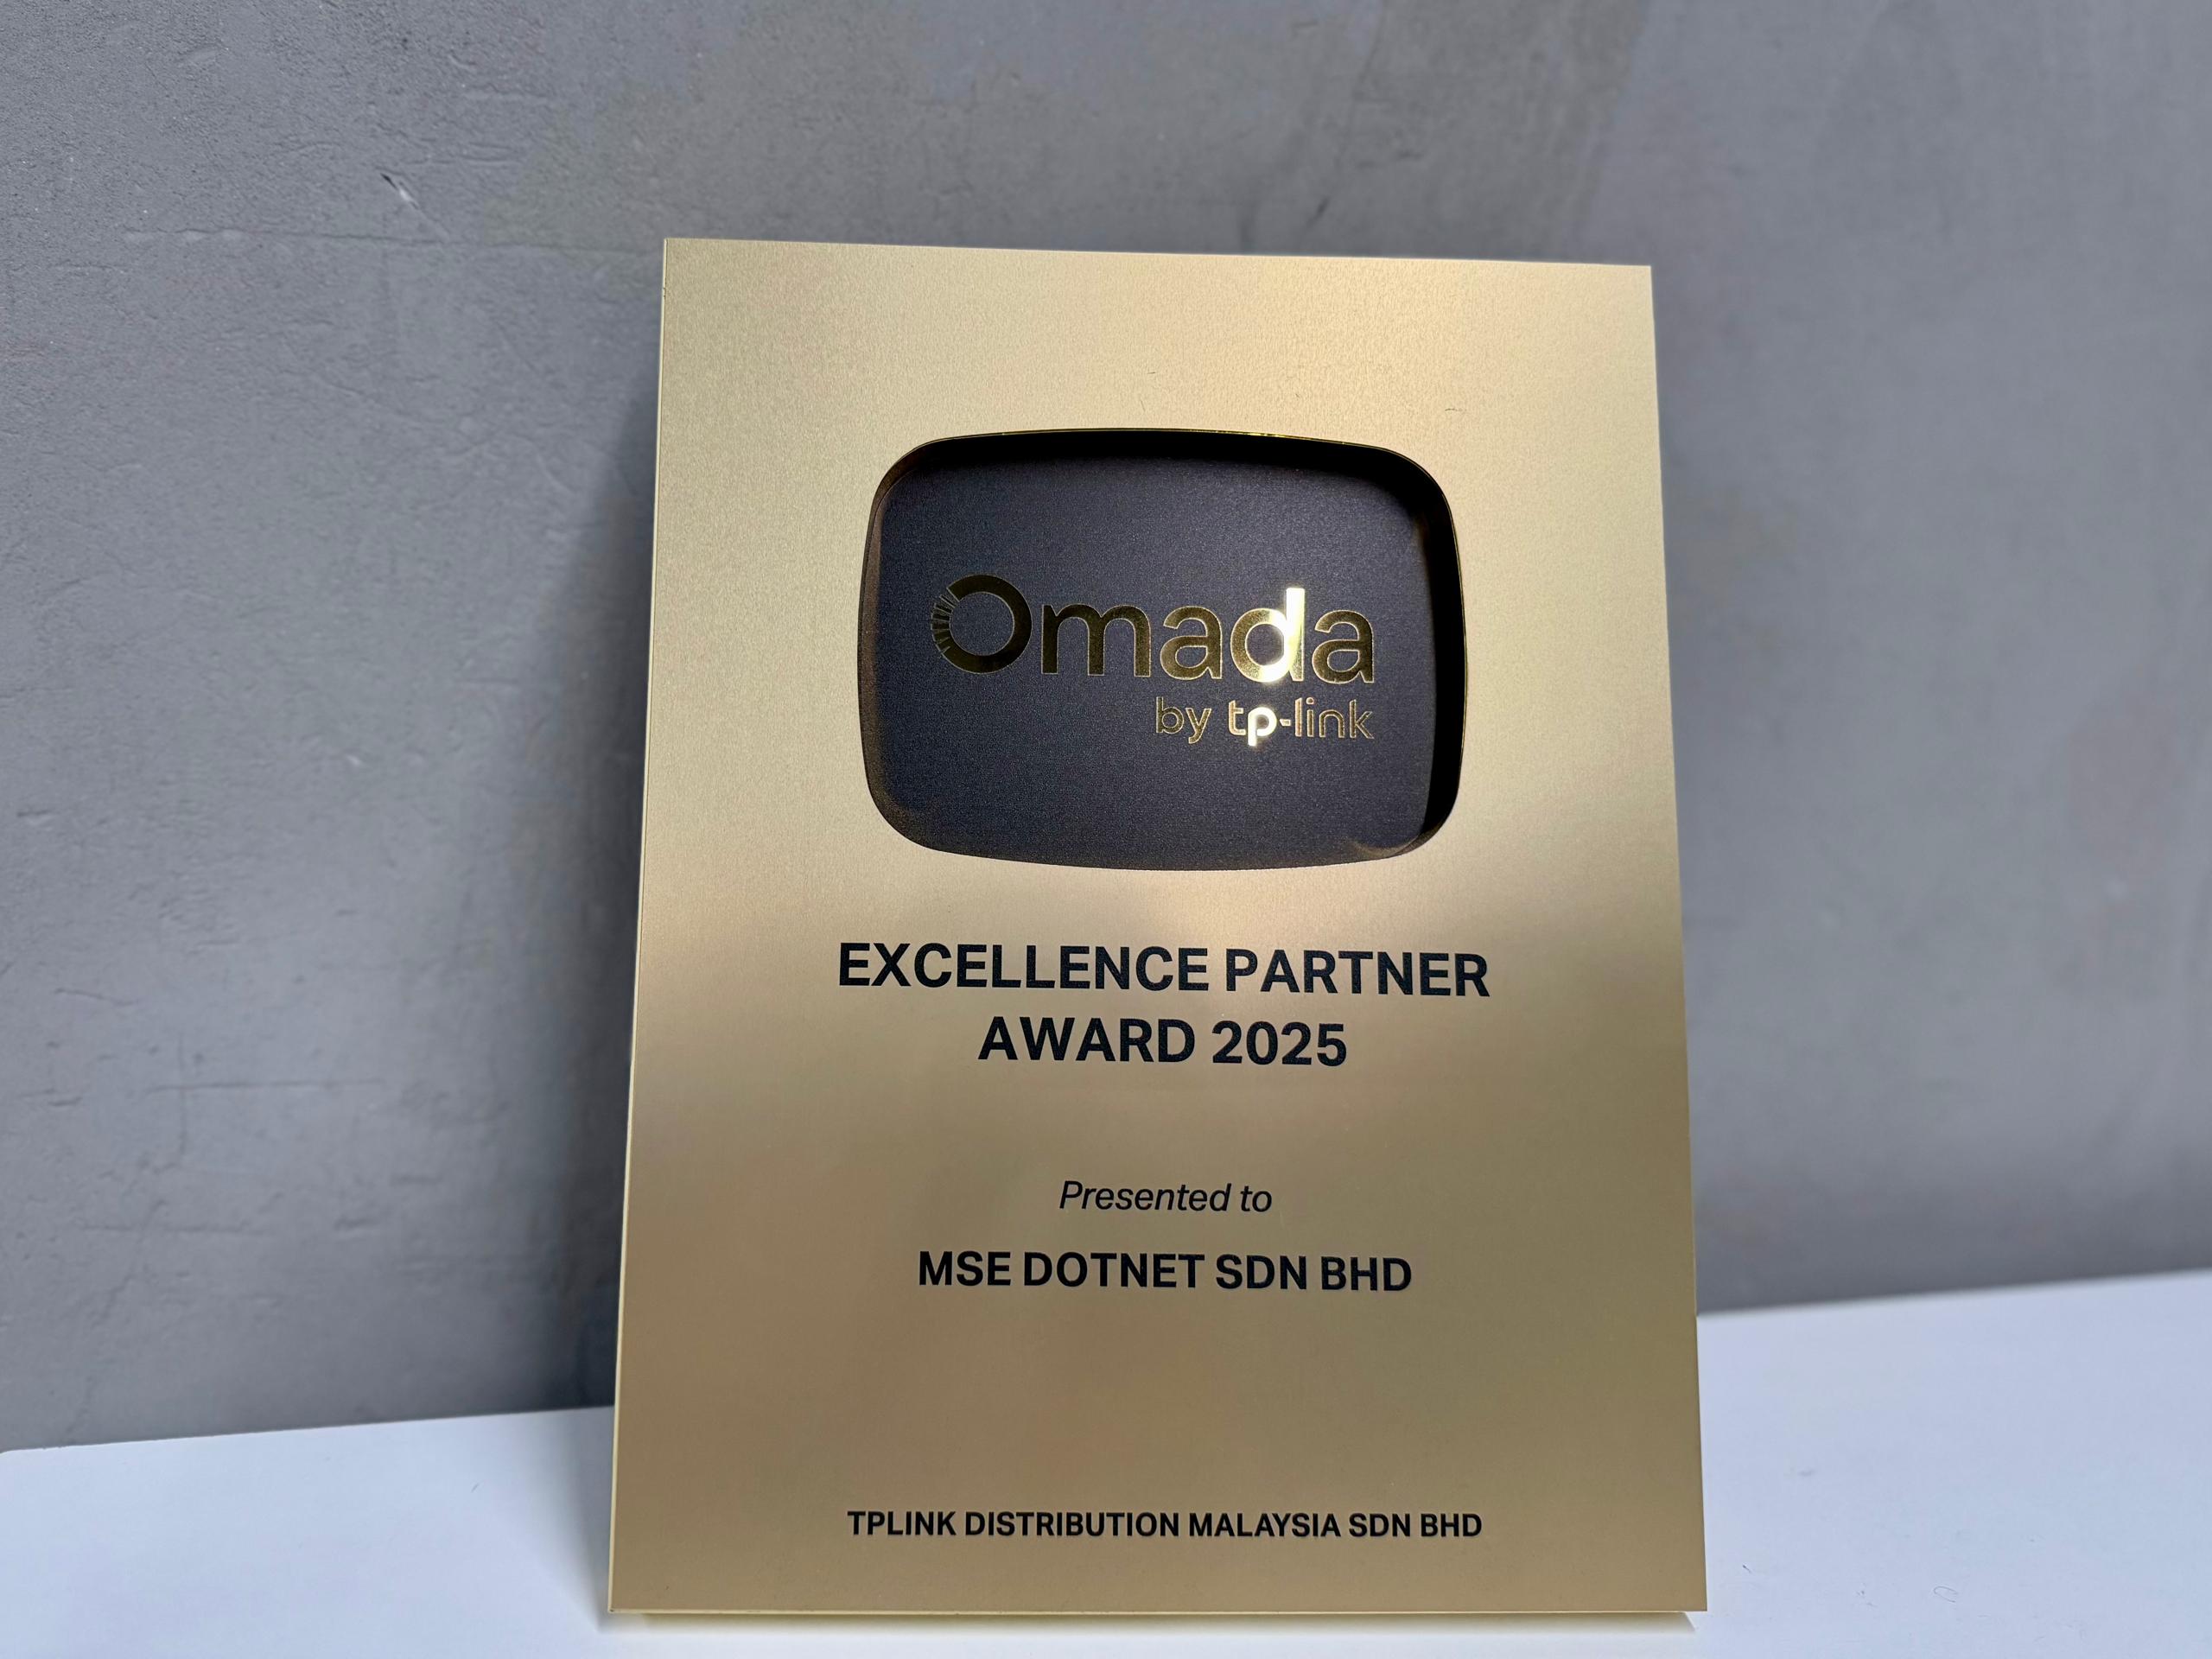 Omada
by tp-link
EXCELLENCE PARTNER
AWARD 2025
Presented to
MSE DOTNET SDN BHD
TPLINK DISTRIBUTION MALAYSIA SDN BHD